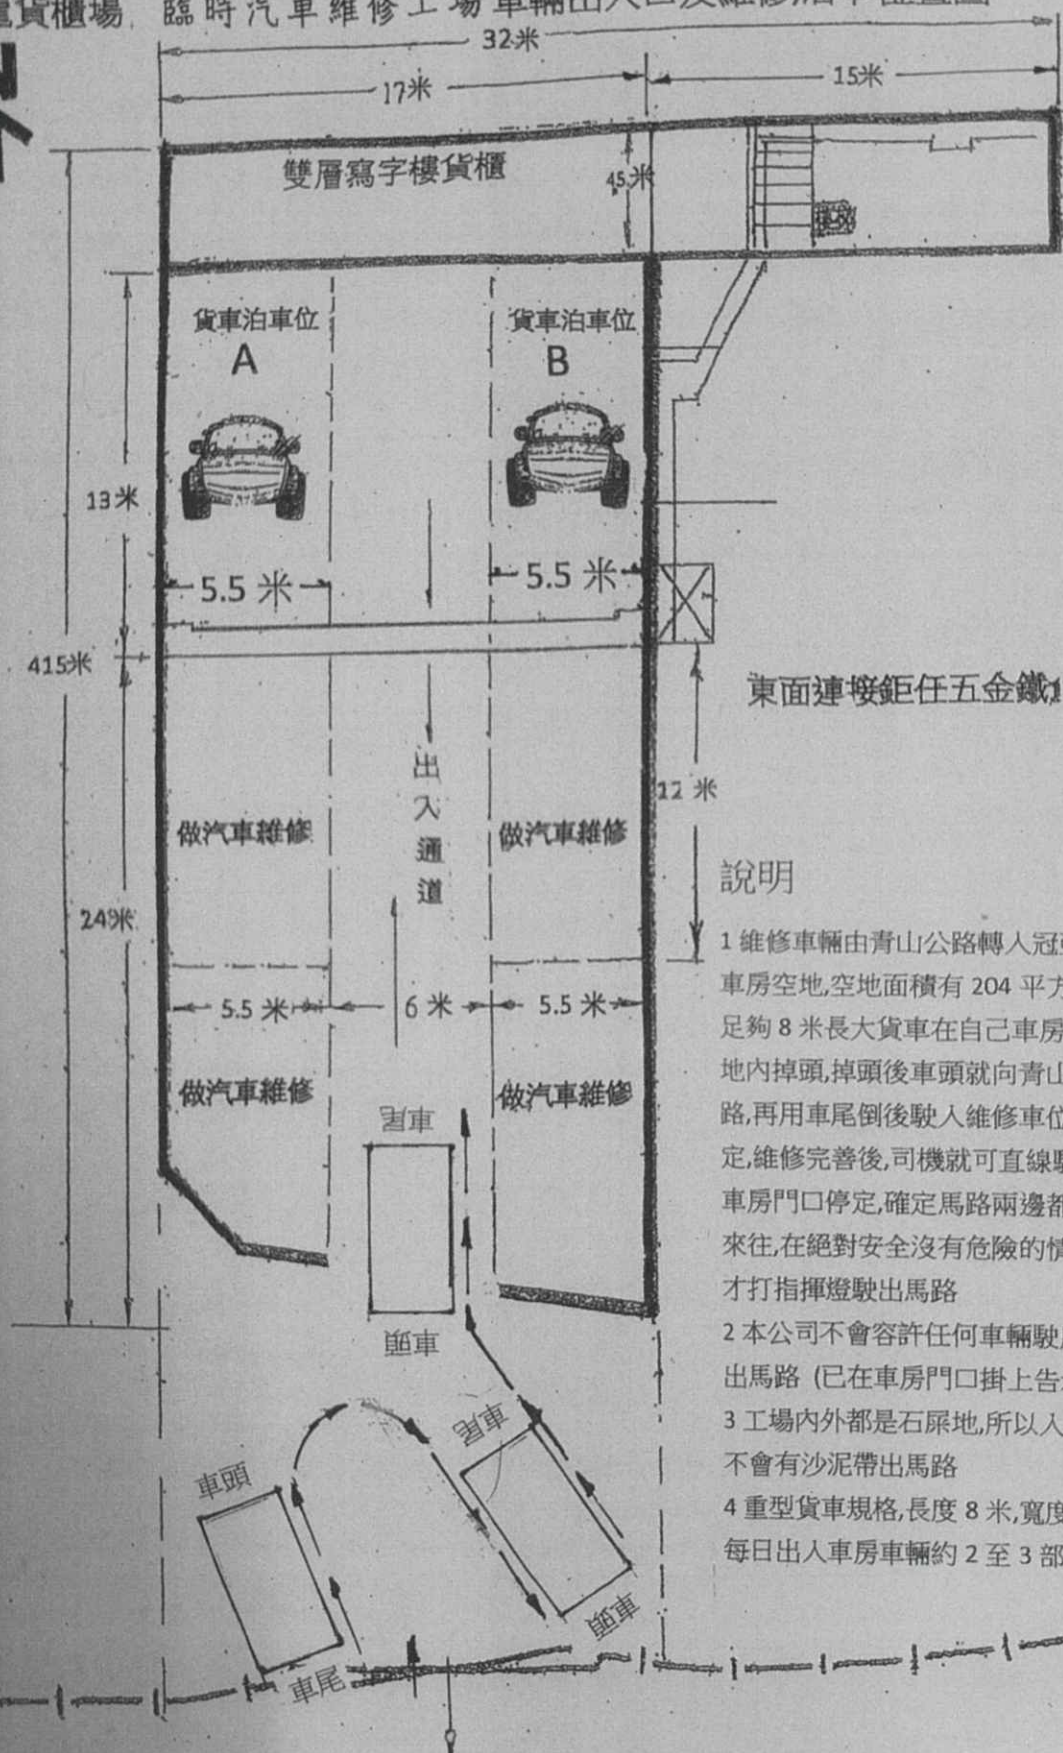 貨櫃場 臨時汽車維修工場車輛出入口及維修
32米
17米
15米
雙層寫字樓貨櫃
45米
貨車泊車位
A
貨車泊車位
B
13米
5.5 米
5.5 米
415米
東面連接鉅任五金鐵
出入通道
12 米
做汽車維修
做汽車維修
249米
5.5 米
6 米
5.5 米
做汽車維修
做汽車維修
車尾
車頭
車尾
車頭
車頭
車尾
說明
1 維修車輛由青山公路轉人冠
車房空地,空地面積有 204 平方
足夠 8 米長大貨車在自己車房
地內掉頭,掉頭後車頭就向青山
路,再用車尾倒後駛入維修車位
定,維修完善後,司機就可直線駛
車房門口停定,確定馬路兩邊都
來往,在絕對安全沒有危險的情
才打指揮燈駛出馬路
2 本公司不會容許任何車輛駛
出馬路 (已在車房門口掛上告
3 工場內外都是石屎地,所以入
不會有沙泥帶出馬路
4 重型貨車規格,長度 8 米,寬度
每日出入車房車輛約 2 至 3 部